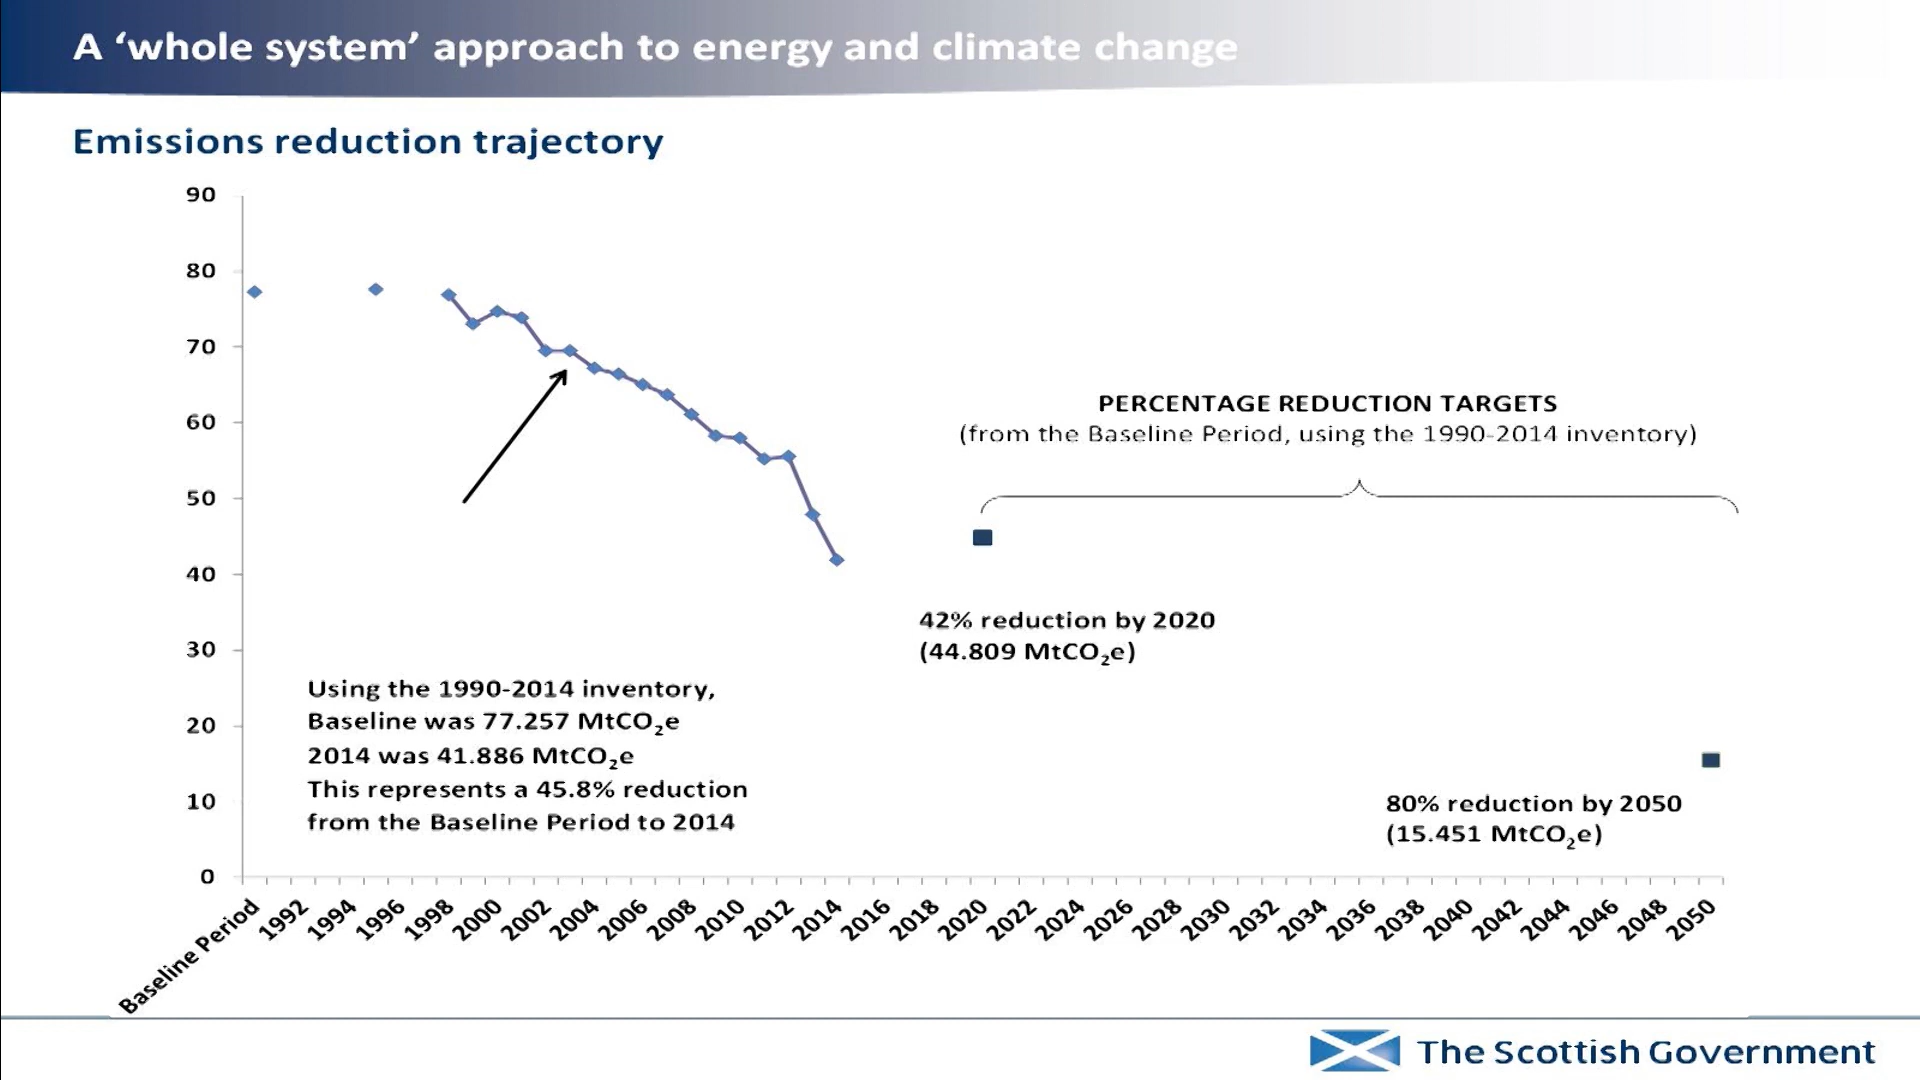 A ‘whole system’ approach to energy and climate change
Emissions reduction trajectory
90
80
70
60
50
40
30
20
10
0
PERCENTAGE REDUCTION TARGETS
(from the Baseline Period, using the 1990-2014 inventory)
42% reduction by 2020
(44.809 MtCO₂e)
Using the 1990-2014 inventory,
Baseline was 77.257 MtCO₂e
2014 was 41.886 MtCO₂e
This represents a 45.8% reduction
from the Baseline Period to 2014
80% reduction by 2050
(15.451 MtCO₂e)
Baseline Period
1992
1994
1996
1998
2000
2002
2004
2006
2008
2010
2012
2014
2016
2018
2020
2022
2024
2026
2028
2030
2032
2034
2036
2038
2040
2042
2044
2046
2048
2050
The Scottish Government